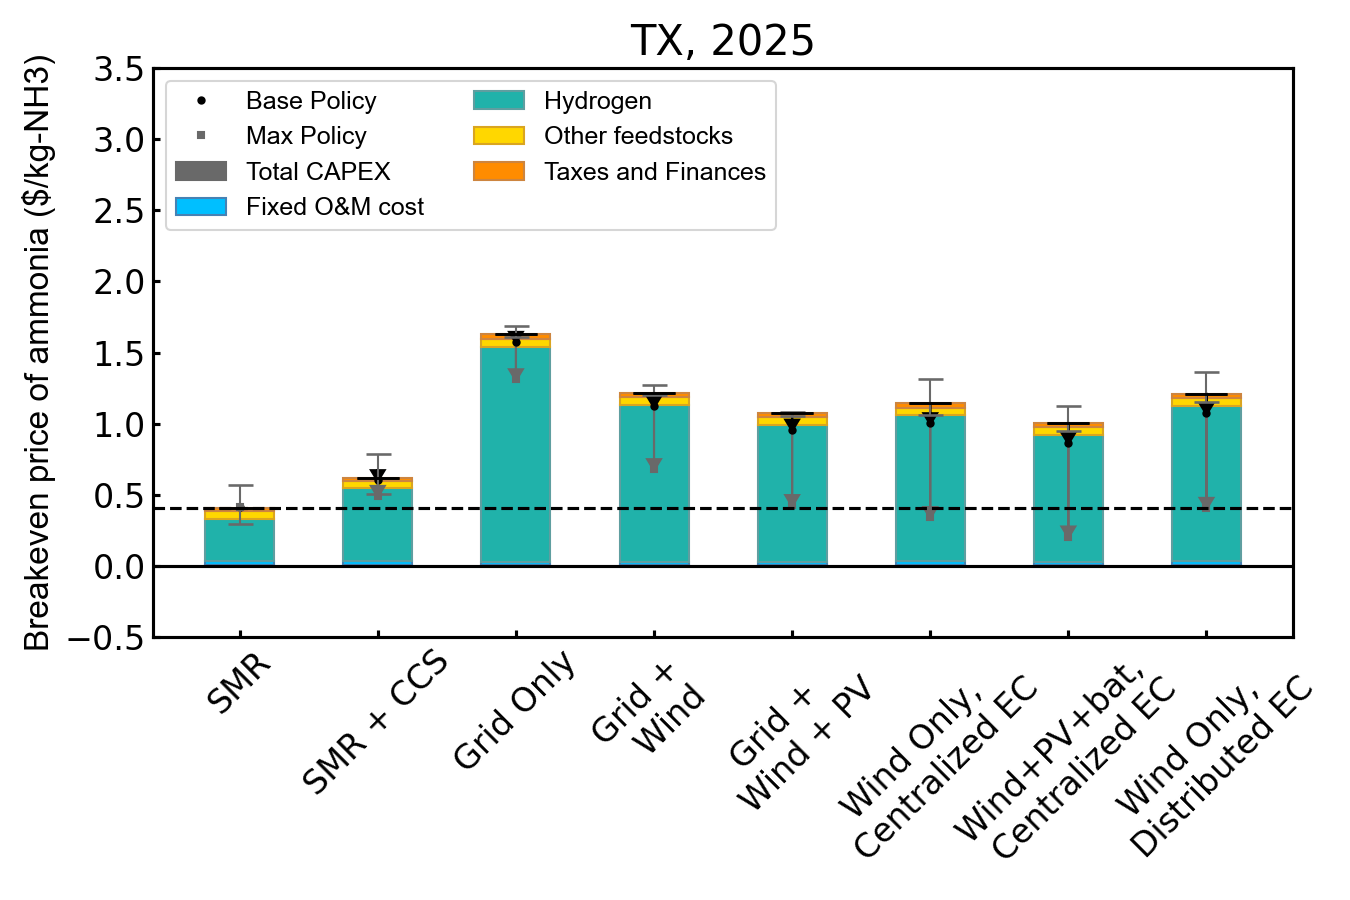 TX, 2025
Breakeven price of ammonia ($/kg-NH3)
3.5
3.0
2.5
2.0
1.5
1.0
0.5
0.0
−0.5
Base Policy
Max Policy
Total CAPEX
Fixed O&M cost
Hydrogen
Other feedstocks
Taxes and Finances
SMR
SMR + CCS
Grid Only
Grid +
Wind
Grid +
Wind + PV
Wind Only,
Centralized EC
Wind+PV+bat,
Centralized EC
Wind Only,
Distributed EC